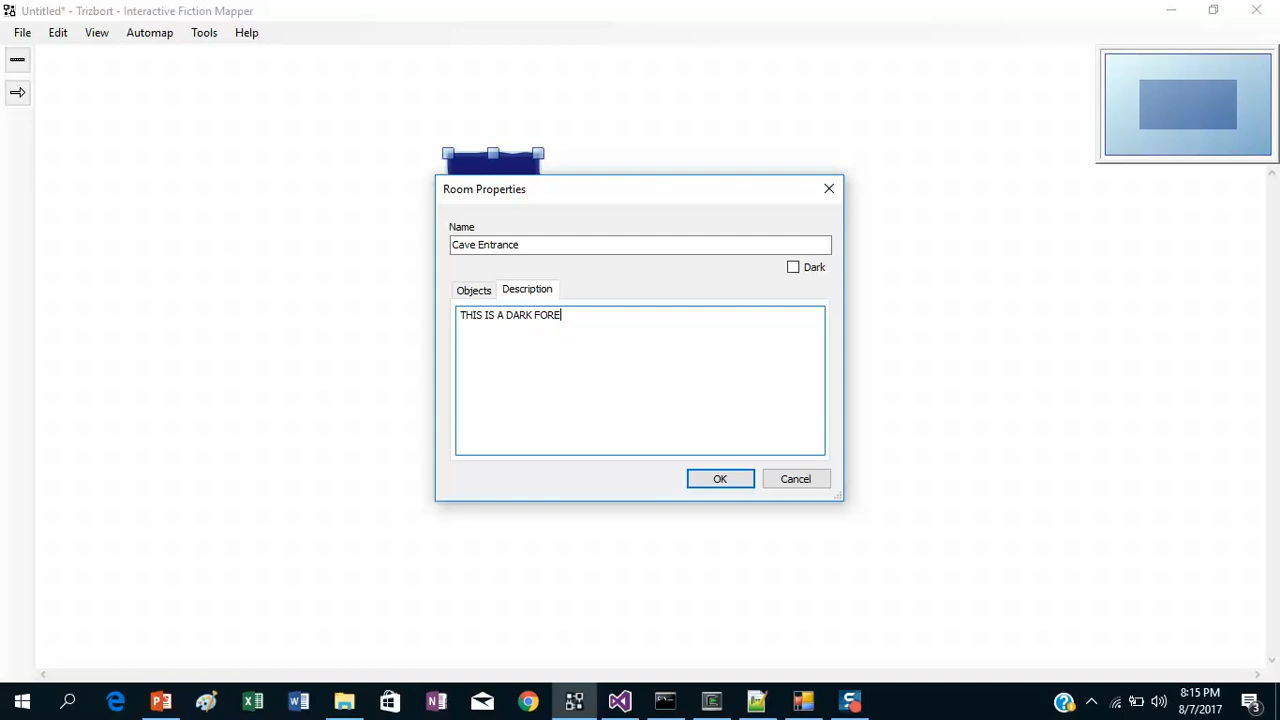 Untitled* - Trizbort - Interactive Fiction Mapper
File Edit View Automap Tools Help
Room Properties
Name
Cave Entrance
Dark
Objects Description
THIS IS A DARK FORE
OK Cancel
8:15 PM
8/7/2017
3